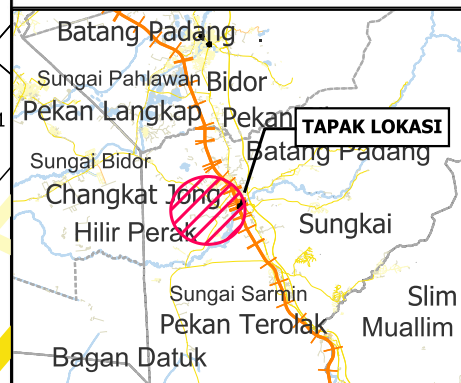 Batang Padang
Sungai Pahlawan
Bidor
Pekan Langkap
Pekan
1
TAPAK LOKASI
Batang Padang
Sungai Bidor
Changkat Jong
Hilir Perak
Sungkai
Sungai Sarmin
Slim
Pekan Terolak
Muallim
Bagan Datuk